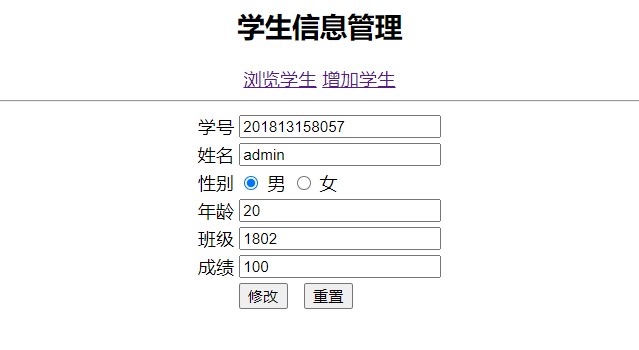 学生信息管理
浏览学生 增加学生
学号 201813158057
姓名 admin
性别 男 女
年龄 20
班级 1802
成绩 100
修改 重置